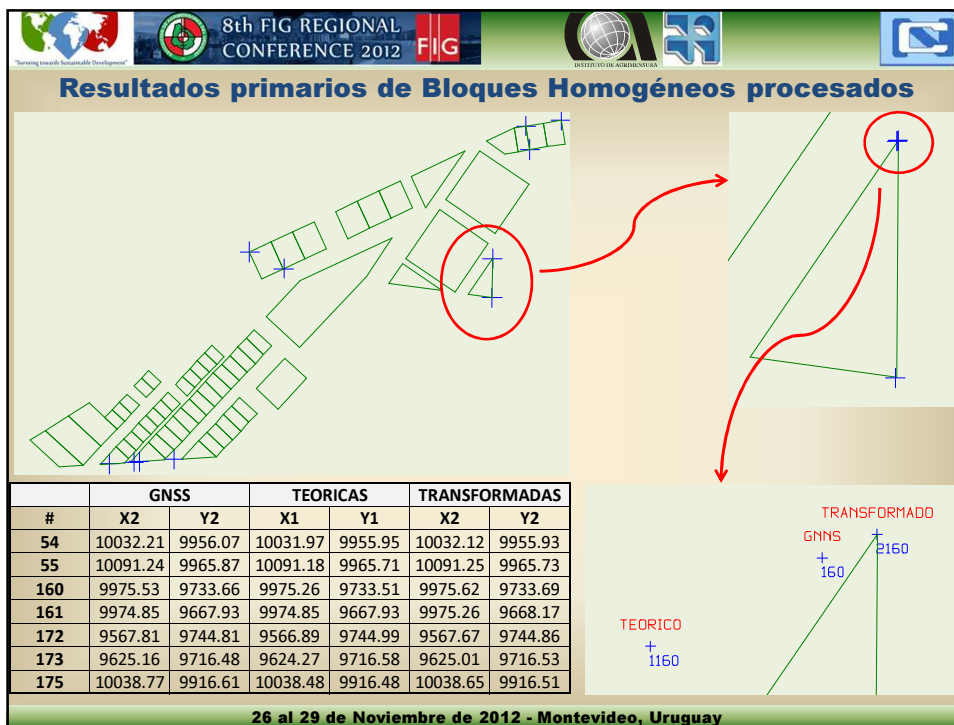 8th FIG REGIONAL
CONFERENCE 2012
FIG
"Surveying towards Sustainable Development"
INSTITUTO DE AGRIMENSURA
Resultados primarios de Bloques Homogéneos procesados
GNSS TEORICAS TRANSFORMADAS
# X2 Y2 X1 Y1 X2 Y2
54 10032.21 9956.07 10031.97 9955.95 10032.12 9955.93
55 10091.24 9965.87 10091.18 9965.71 10091.25 9965.73
160 9975.53 9733.66 9975.26 9733.51 9975.62 9733.69
161 9974.85 9667.93 9974.85 9667.93 9975.26 9668.17
172 9567.81 9744.81 9566.89 9744.99 9567.67 9744.86
173 9625.16 9716.48 9624.27 9716.58 9625.01 9716.53
175 10038.77 9916.61 10038.48 9916.48 10038.65 9916.51
TRANSFORMADO
2160
GNNS
160
TEORICO
1160
26 al 29 de Noviembre de 2012 - Montevideo, Uruguay